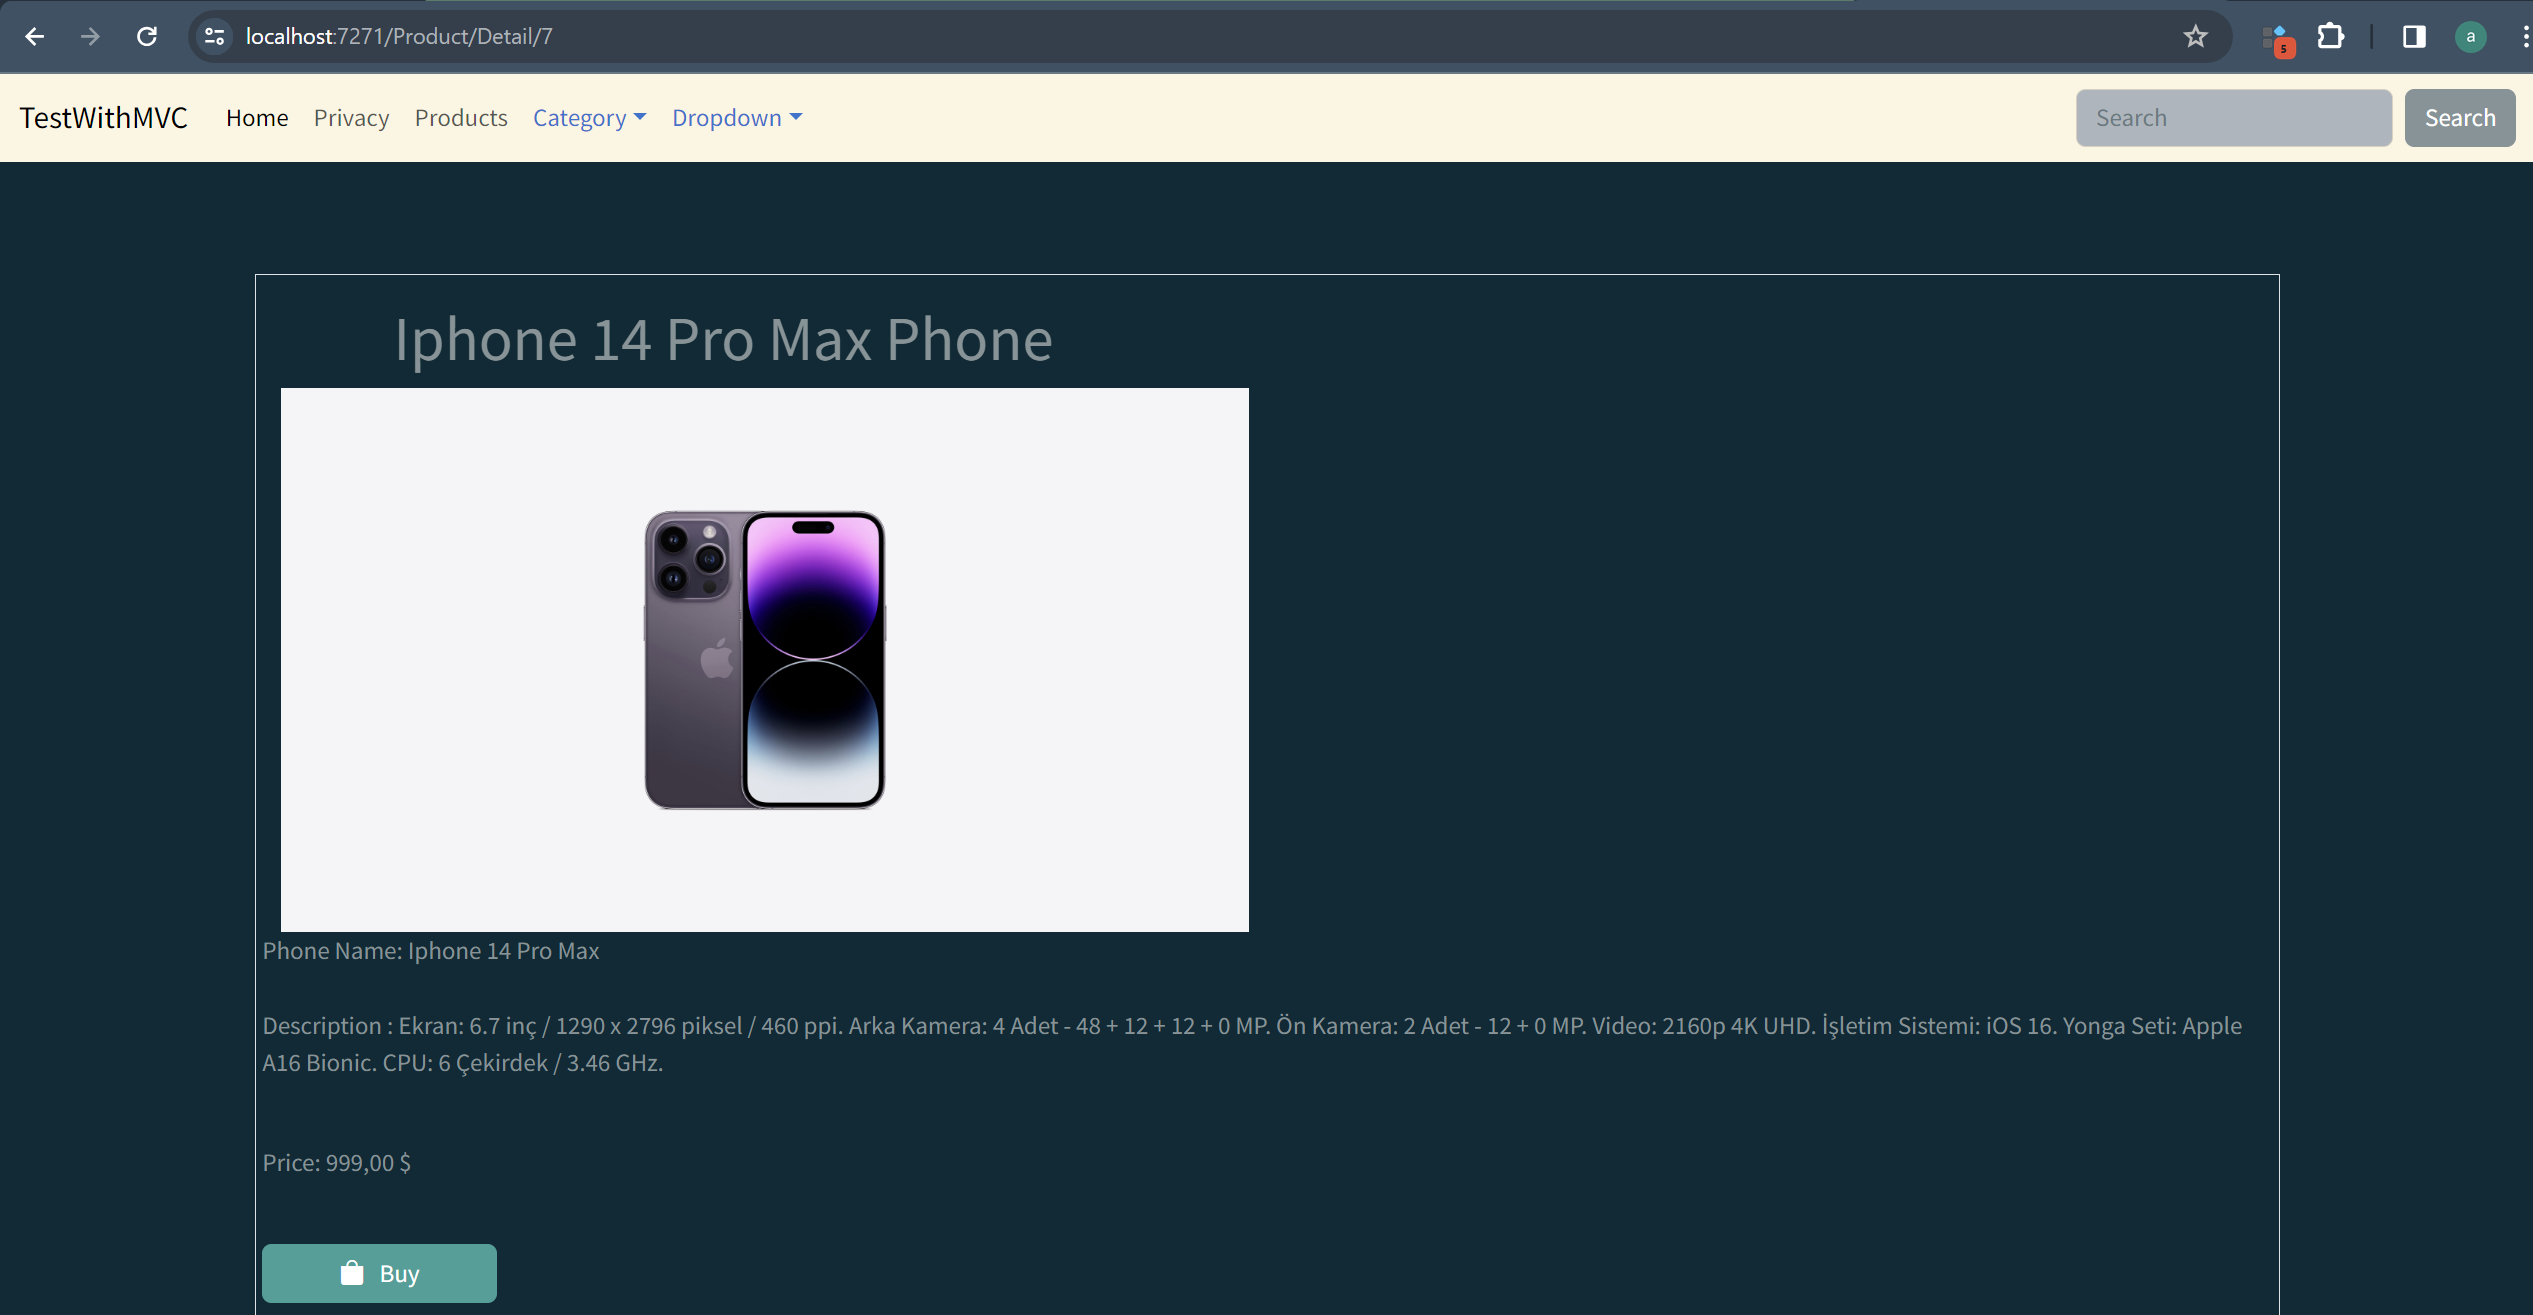 localhost:7271/Product/Detail/7
5
a
TestWithMVC Home Privacy Products Category Dropdown Search Search
Iphone 14 Pro Max Phone
Phone Name: Iphone 14 Pro Max
Description : Ekran: 6.7 inç / 1290 x 2796 piksel / 460 ppi. Arka Kamera: 4 Adet - 48 + 12 + 12 + 0 MP. Ön Kamera: 2 Adet - 12 + 0 MP. Video: 2160p 4K UHD. İşletim Sistemi: iOS 16. Yonga Seti: Apple
A16 Bionic. CPU: 6 Çekirdek / 3.46 GHz.
Price: 999,00 $
Buy